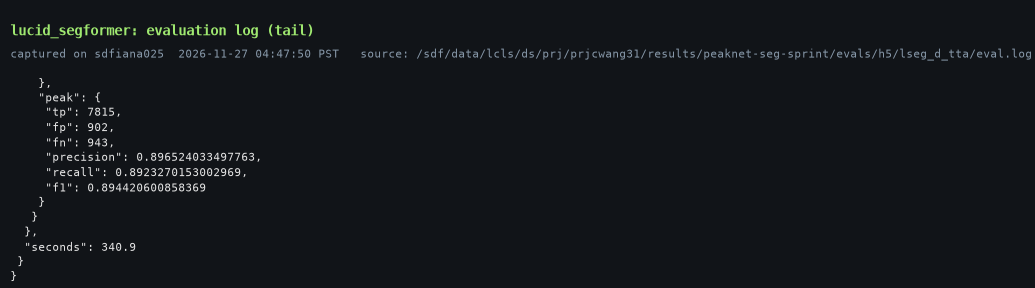 lucid_segformer: evaluation log (tail)
captured on sdfiana025  2026-11-27 04:47:50 PST   source: /sdf/data/lcls/ds/prj/prjcwang31/results/peaknet-seg-sprint/evals/h5/lseg_d_tta/eval.log
    },
    "peak": {
     "tp": 7815,
     "fp": 902,
     "fn": 943,
     "precision": 0.896524033497763,
     "recall": 0.8923270153002969,
     "f1": 0.894420600858369
    }
   }
  },
  "seconds": 340.9
 }
}